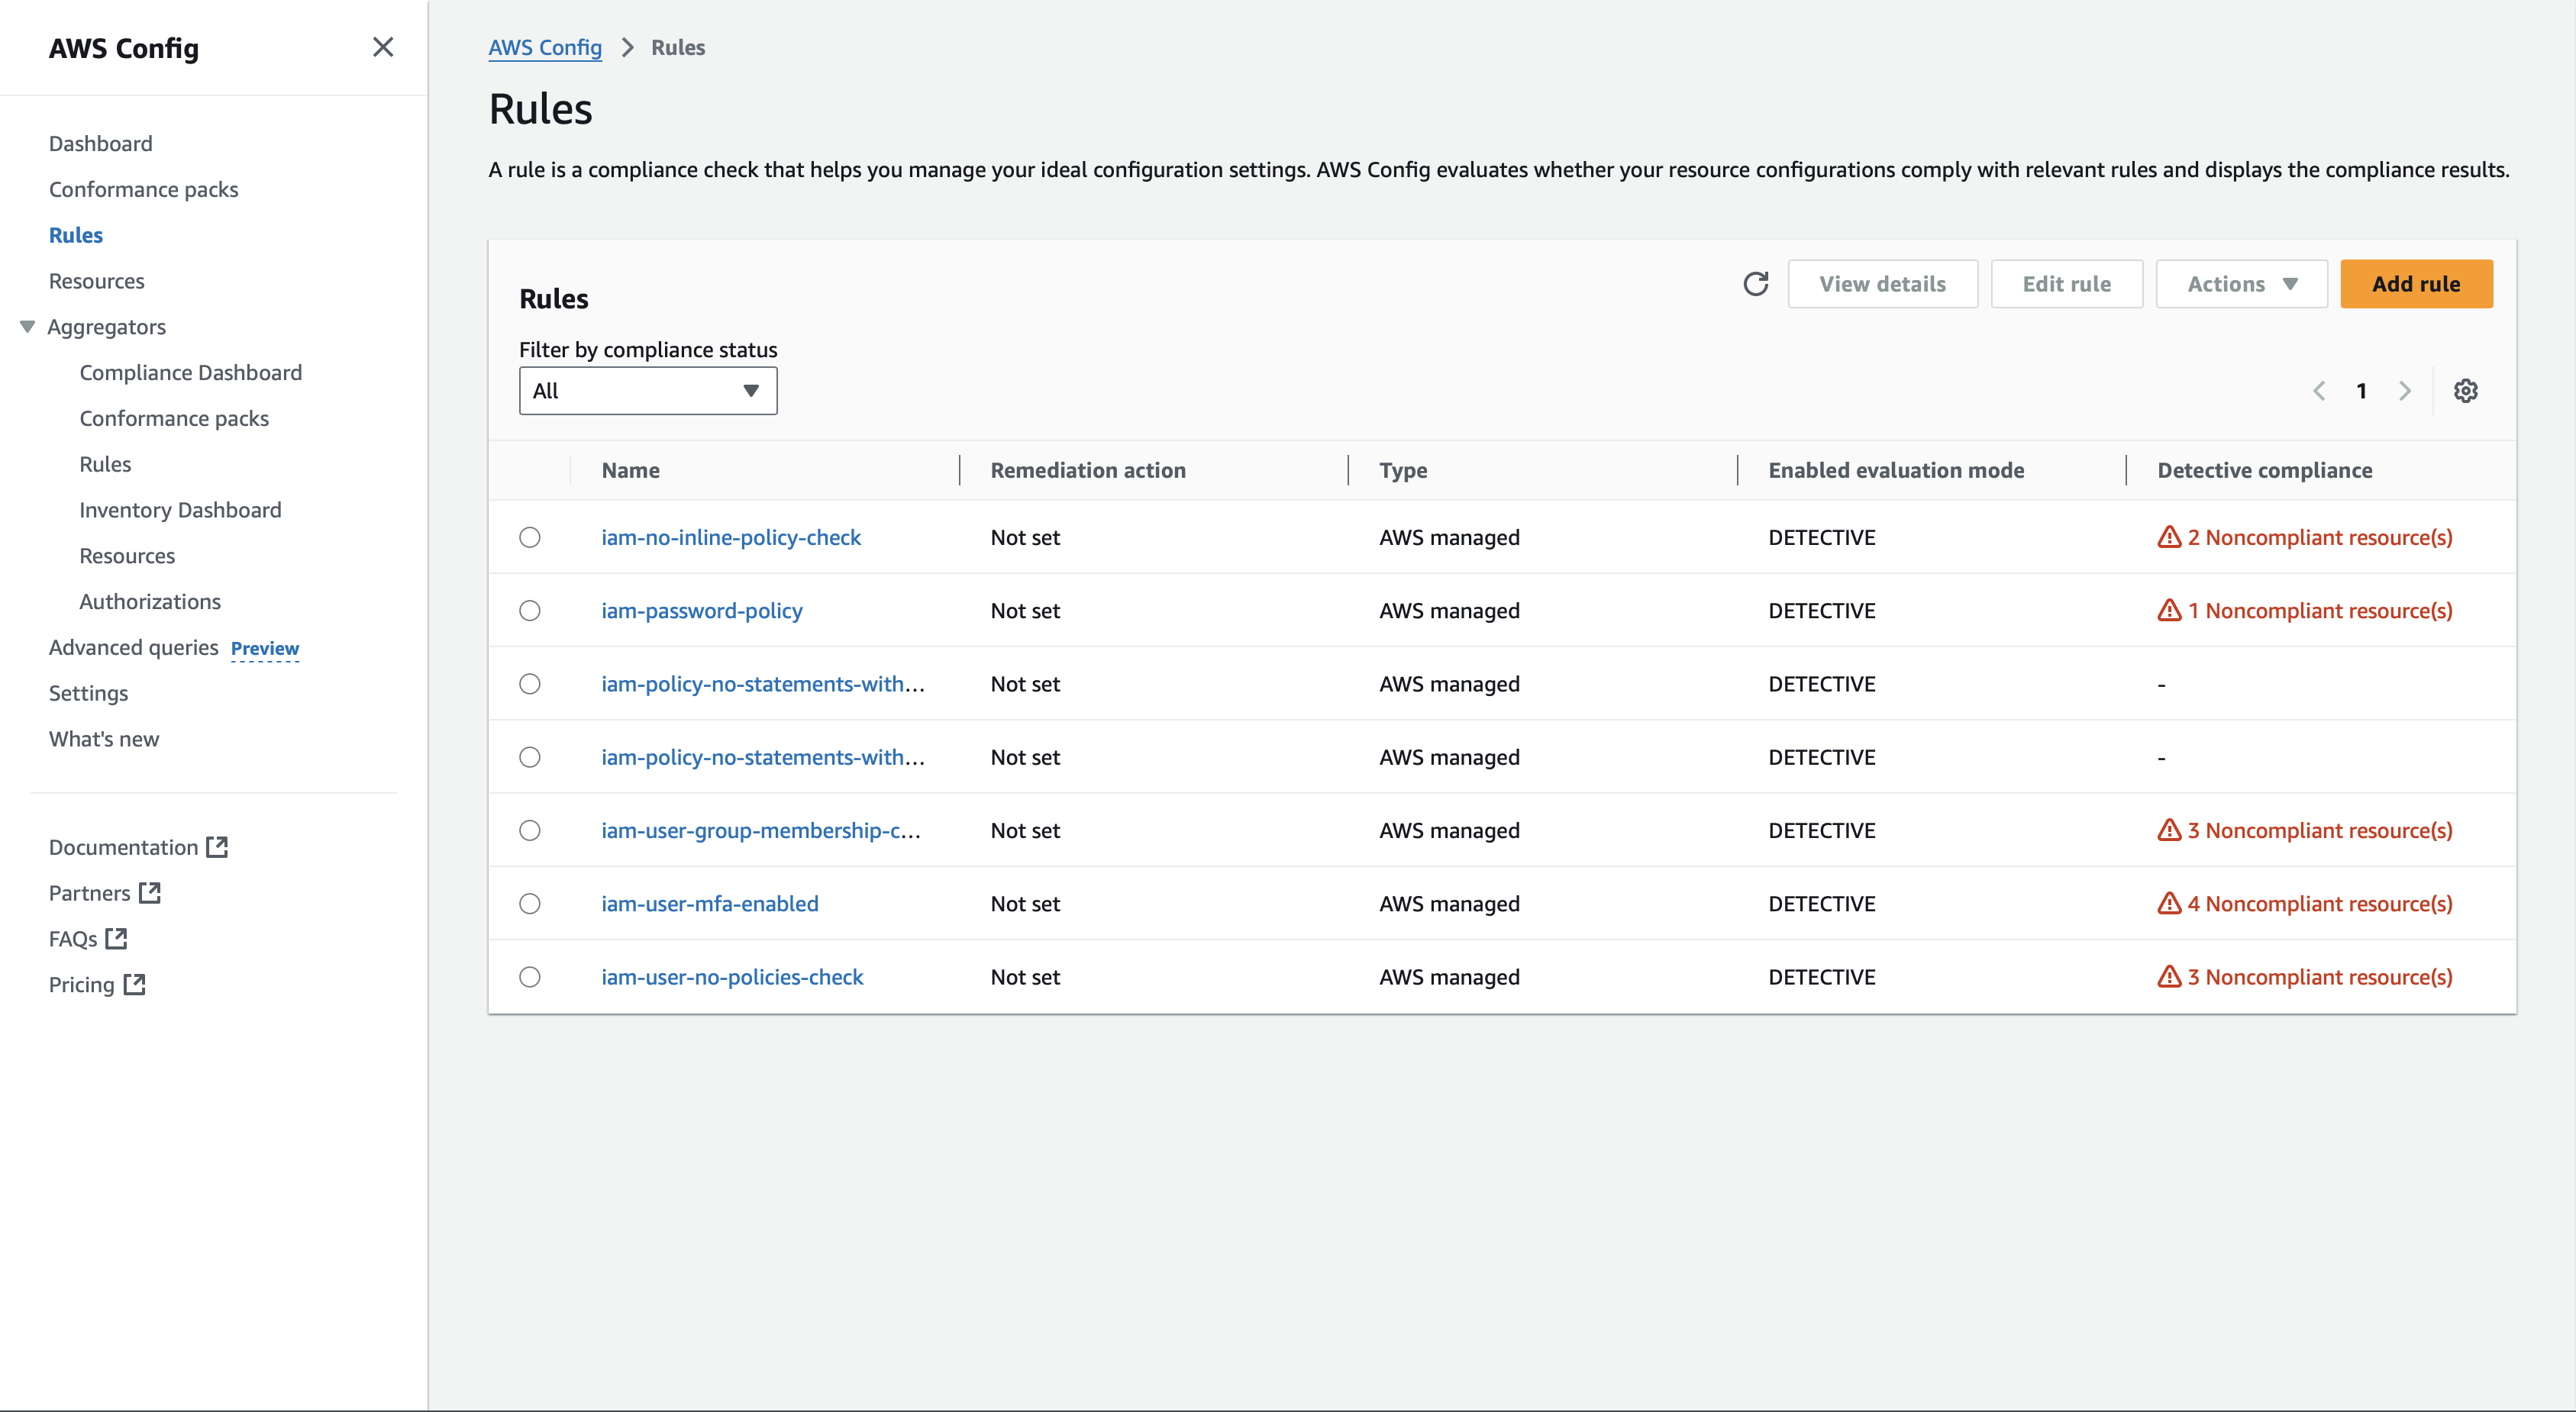 AWS Config
Dashboard
Conformance packs
Rules
Resources
Aggregators
Compliance Dashboard
Conformance packs
Rules
Inventory Dashboard
Resources
Authorizations
Advanced queries Preview
Settings
What's new
Documentation
Partners
FAQs
Pricing
AWS Config > Rules
Rules
A rule is a compliance check that helps you manage your ideal configuration settings. AWS Config evaluates whether your resource configurations comply with relevant rules and displays the compliance results.
Rules
View details Edit rule Actions Add rule
Filter by compliance status
All
1
Name Remediation action Type Enabled evaluation mode Detective compliance
iam-no-inline-policy-check Not set AWS managed DETECTIVE 2 Noncompliant resource(s)
iam-password-policy Not set AWS managed DETECTIVE 1 Noncompliant resource(s)
iam-policy-no-statements-with... Not set AWS managed DETECTIVE -
iam-policy-no-statements-with... Not set AWS managed DETECTIVE -
iam-user-group-membership-c... Not set AWS managed DETECTIVE 3 Noncompliant resource(s)
iam-user-mfa-enabled Not set AWS managed DETECTIVE 4 Noncompliant resource(s)
iam-user-no-policies-check Not set AWS managed DETECTIVE 3 Noncompliant resource(s)